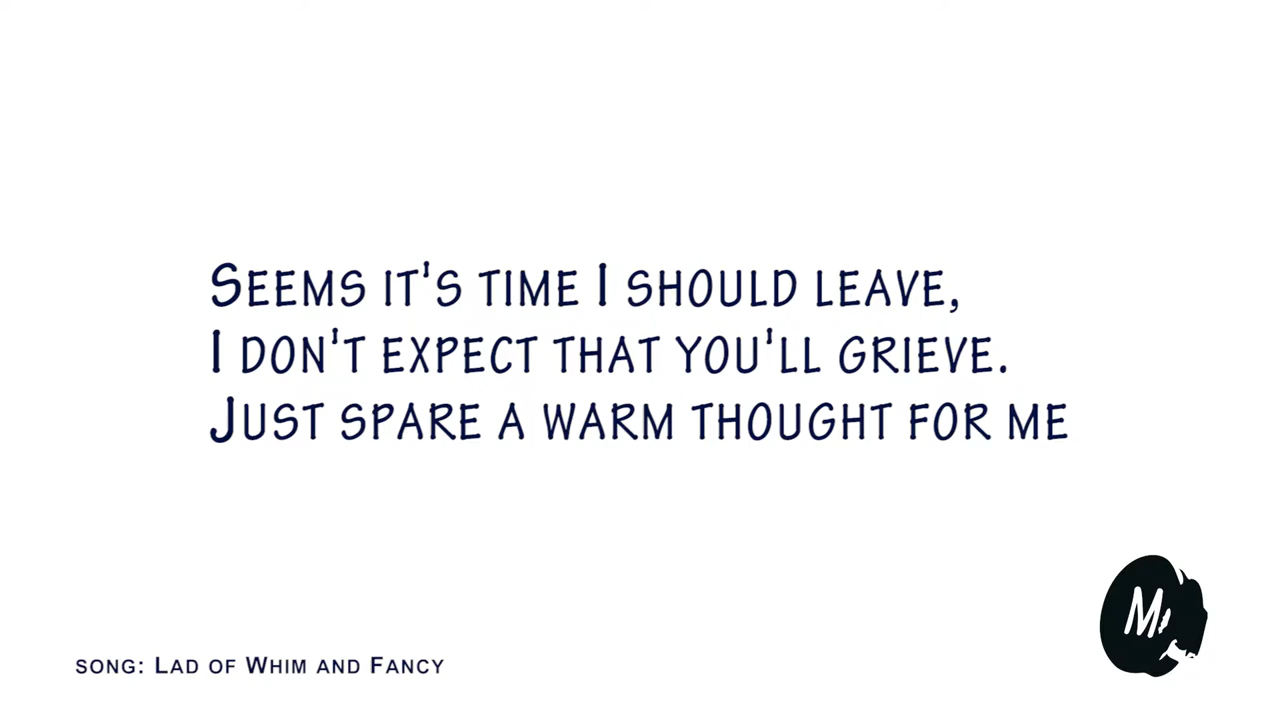 Seems it's time I should leave,
I don't expect that you'll grieve.
Just spare a warm thought for me
song: Lad of Whim and Fancy
M